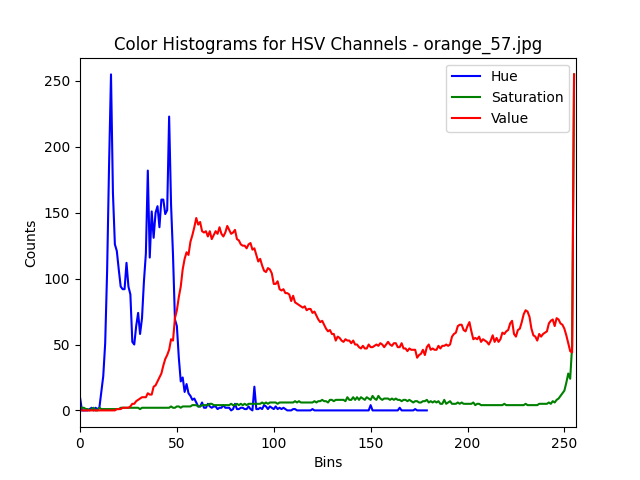 Color Histograms for HSV Channels - orange_57.jpg
Hue
Saturation
Value
250
200
150
100
50
0
Counts
0 50 100 150 200 250
Bins